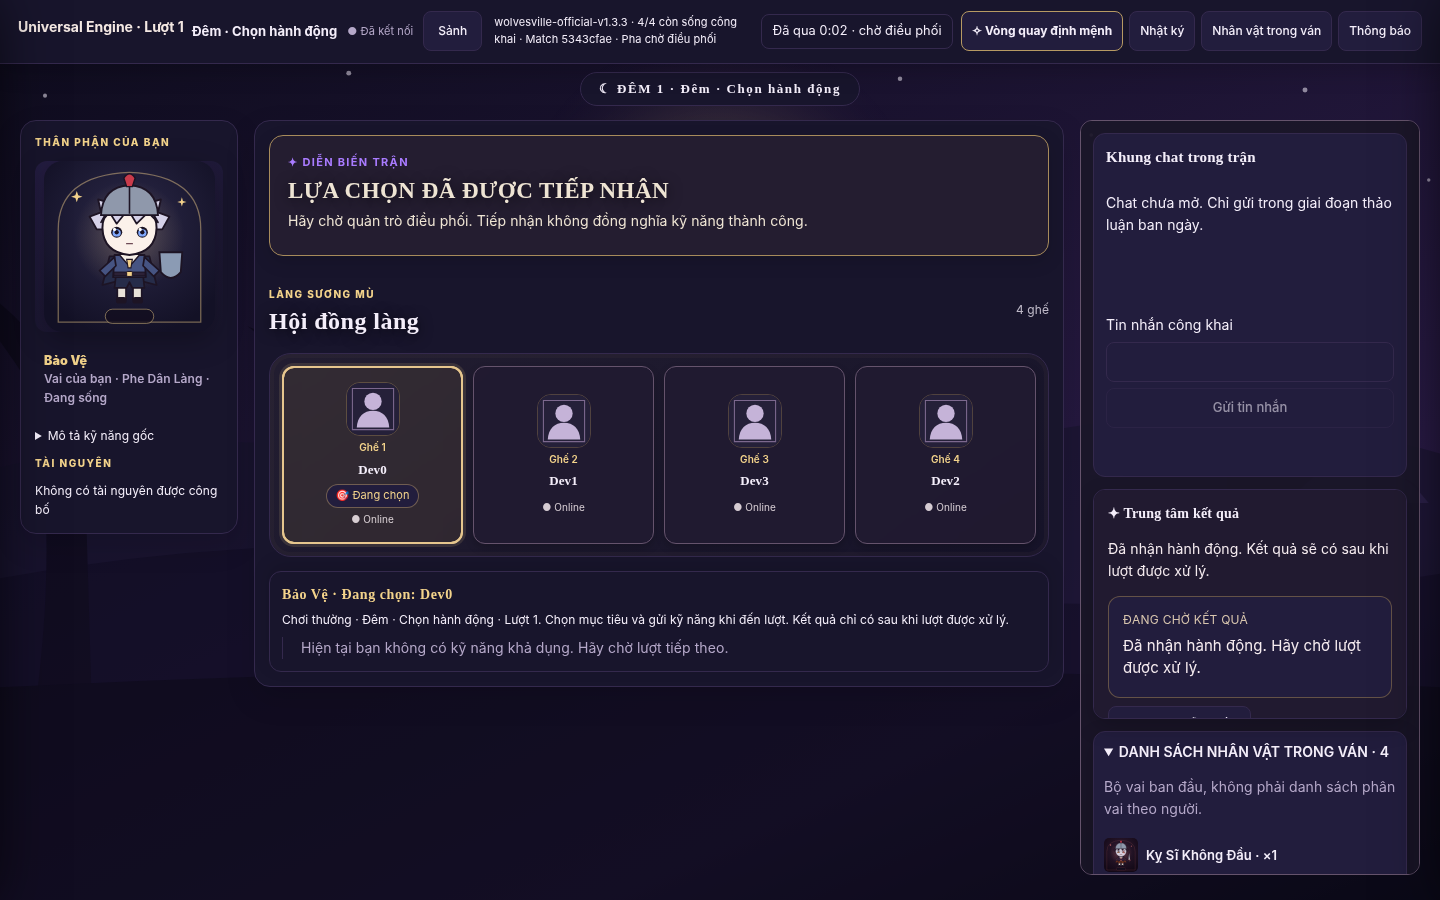 Universal Engine · Lượt 1
Đêm · Chọn hành động
Đã kết nối
Sảnh
wolvesville-official-v1.3.3 · 4/4 còn sống công
khai · Match 5343cfae · Pha chờ điều phối
Đã qua 0:02 · chờ điều phối
✧ Vòng quay định mệnh
Nhật ký
Nhân vật trong ván
Thông báo
☾ ĐÊM 1 · Đêm · Chọn hành động
THÂN PHẬN CỦA BẠN
Bảo Vệ
Vai của bạn · Phe Dân Làng ·
Đang sống
▶ Mô tả kỹ năng gốc
TÀI NGUYÊN
Không có tài nguyên được công
bố
✦ DIỄN BIẾN TRẬN
LỰA CHỌN ĐÃ ĐƯỢC TIẾP NHẬN
Hãy chờ quản trò điều phối. Tiếp nhận không đồng nghĩa kỹ năng thành công.
LÀNG SƯƠNG MÙ
Hội đồng làng
4 ghế
Ghế 1
Dev0
🎯 Đang chọn
Online
Ghế 2
Dev1
Online
Ghế 3
Dev3
Online
Ghế 4
Dev2
Online
Bảo Vệ · Đang chọn: Dev0
Chơi thường · Đêm · Chọn hành động · Lượt 1. Chọn mục tiêu và gửi kỹ năng khi đến lượt. Kết quả chỉ có sau khi lượt được xử lý.
Hiện tại bạn không có kỹ năng khả dụng. Hãy chờ lượt tiếp theo.
Khung chat trong trận
Chat chưa mở. Chỉ gửi trong giai đoạn thảo
luận ban ngày.
Tin nhắn công khai
Gửi tin nhắn
✦ Trung tâm kết quả
Đã nhận hành động. Kết quả sẽ có sau khi
lượt được xử lý.
ĐANG CHỜ KẾT QUẢ
Đã nhận hành động. Hãy chờ lượt
được xử lý.
▼ DANH SÁCH NHÂN VẬT TRONG VÁN · 4
Bộ vai ban đầu, không phải danh sách phân
vai theo người.
Kỵ Sĩ Không Đầu · ×1